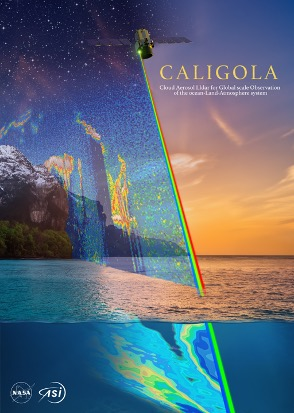 CALIGOLA
Cloud Aerosol Lidar for Global scale Observation
of the ocean-Land-Atmosphere system
NASA
asi